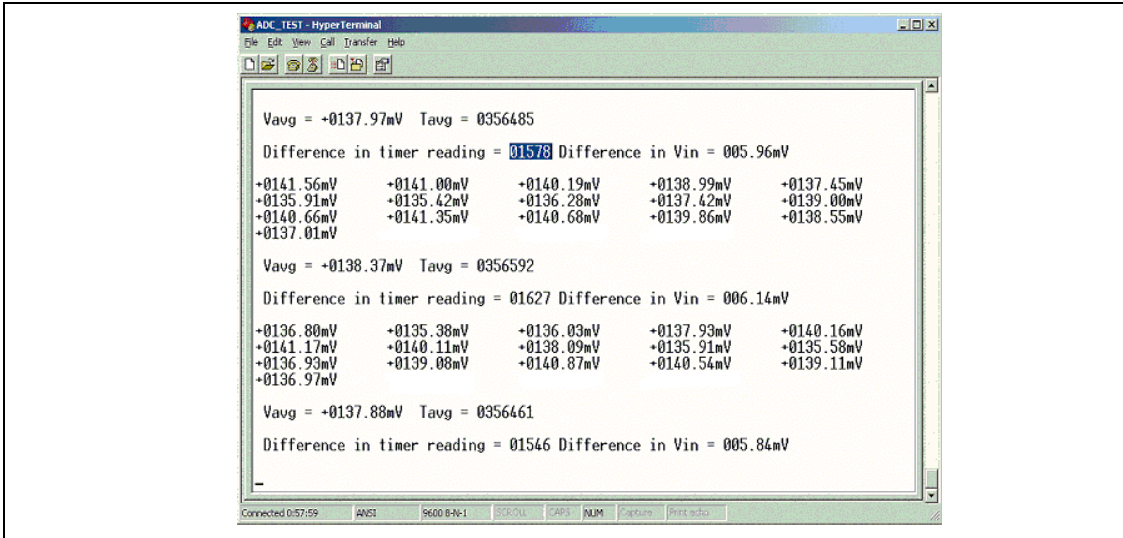 ADC_TEST - HyperTerminal
File Edit View Call Transfer Help
Vavg = +0137.97mV Tavg = 0356485
Difference in timer reading = 01578 Difference in Vin = 005.96mV
+0141.56mV +0141.00mV +0140.19mV +0138.99mV +0137.45mV
+0135.91mV +0135.42mV +0136.28mV +0137.42mV +0139.00mV
+0140.66mV +0141.35mV +0140.68mV +0139.86mV +0138.55mV
+0137.01mV
Vavg = +0138.37mV Tavg = 0356592
Difference in timer reading = 01627 Difference in Vin = 006.14mV
+0136.80mV +0135.38mV +0136.03mV +0137.93mV +0140.16mV
+0141.17mV +0140.11mV +0138.09mV +0135.91mV +0135.58mV
+0136.93mV +0139.08mV +0140.87mV +0140.54mV +0139.11mV
+0136.97mV
Vavg = +0137.88mV Tavg = 0356461
Difference in timer reading = 01546 Difference in Vin = 005.84mV
Connected 0:57:59 ANSI 9600 8-N-1 SCROLL CAPS NUM Capture Print echo